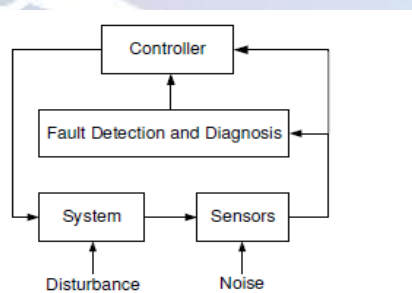 Controller
Fault Detection and Diagnosis
System
Sensors
Disturbance
Noise